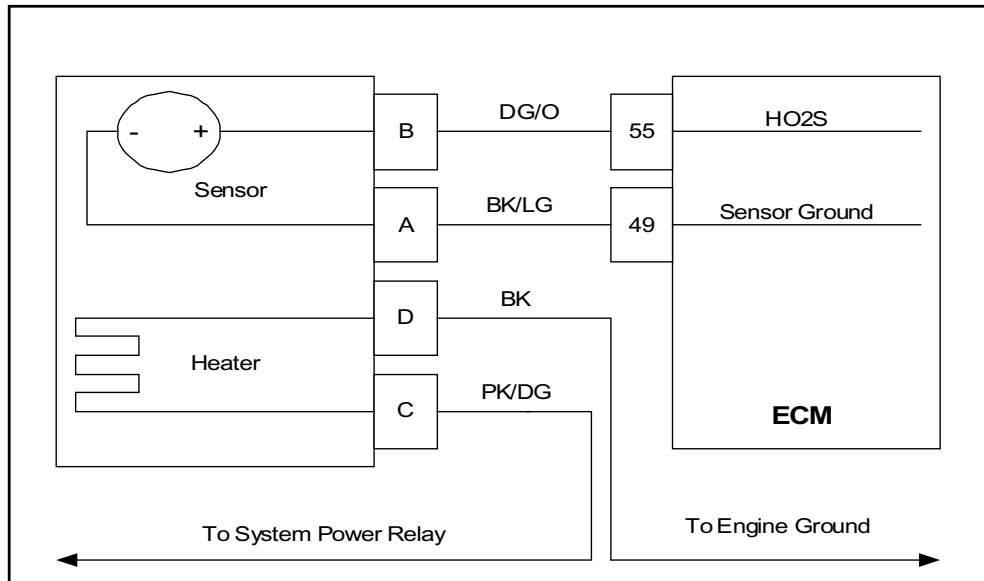 B
DG/O
55
HO2S
- +
Sensor
A
BK/LG
49
Sensor Ground
D
BK
Heater
C
PK/DG
ECM
To System Power Relay
To Engine Ground